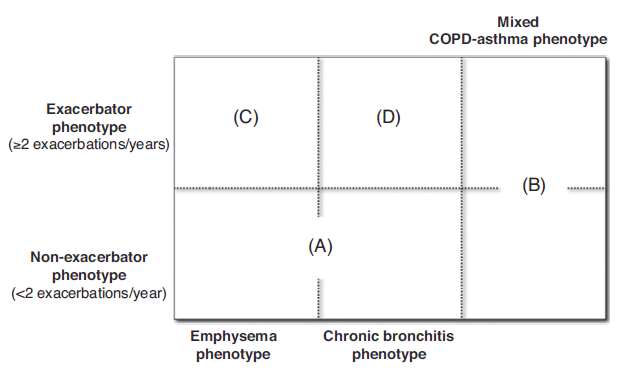 Mixed
COPD-asthma phenotype
Exacerbator
phenotype
(≥2 exacerbations/years)
(C)
(D)
(B)
(A)
Non-exacerbator
phenotype
(<2 exacerbations/year)
Emphysema
phenotype
Chronic bronchitis
phenotype